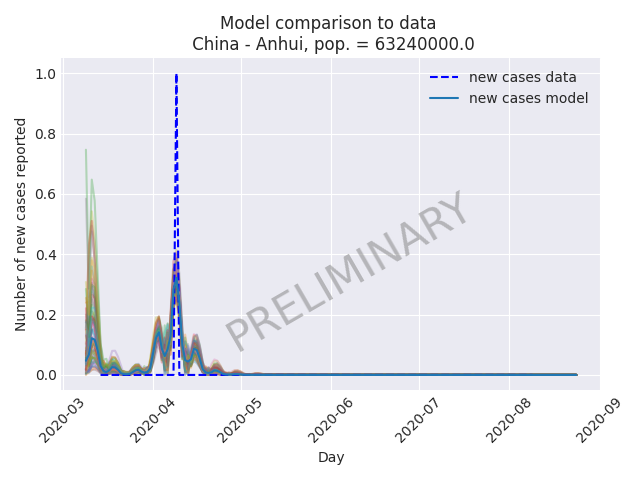 Model comparison to data
China - Anhui, pop. = 63240000.0
new cases data
new cases model
Number of new cases reported
1.0
0.8
0.6
0.4
0.2
0.0
PRELIMINARY
2020-03
2020-04
2020-05
2020-06
2020-07
2020-08
2020-09
Day